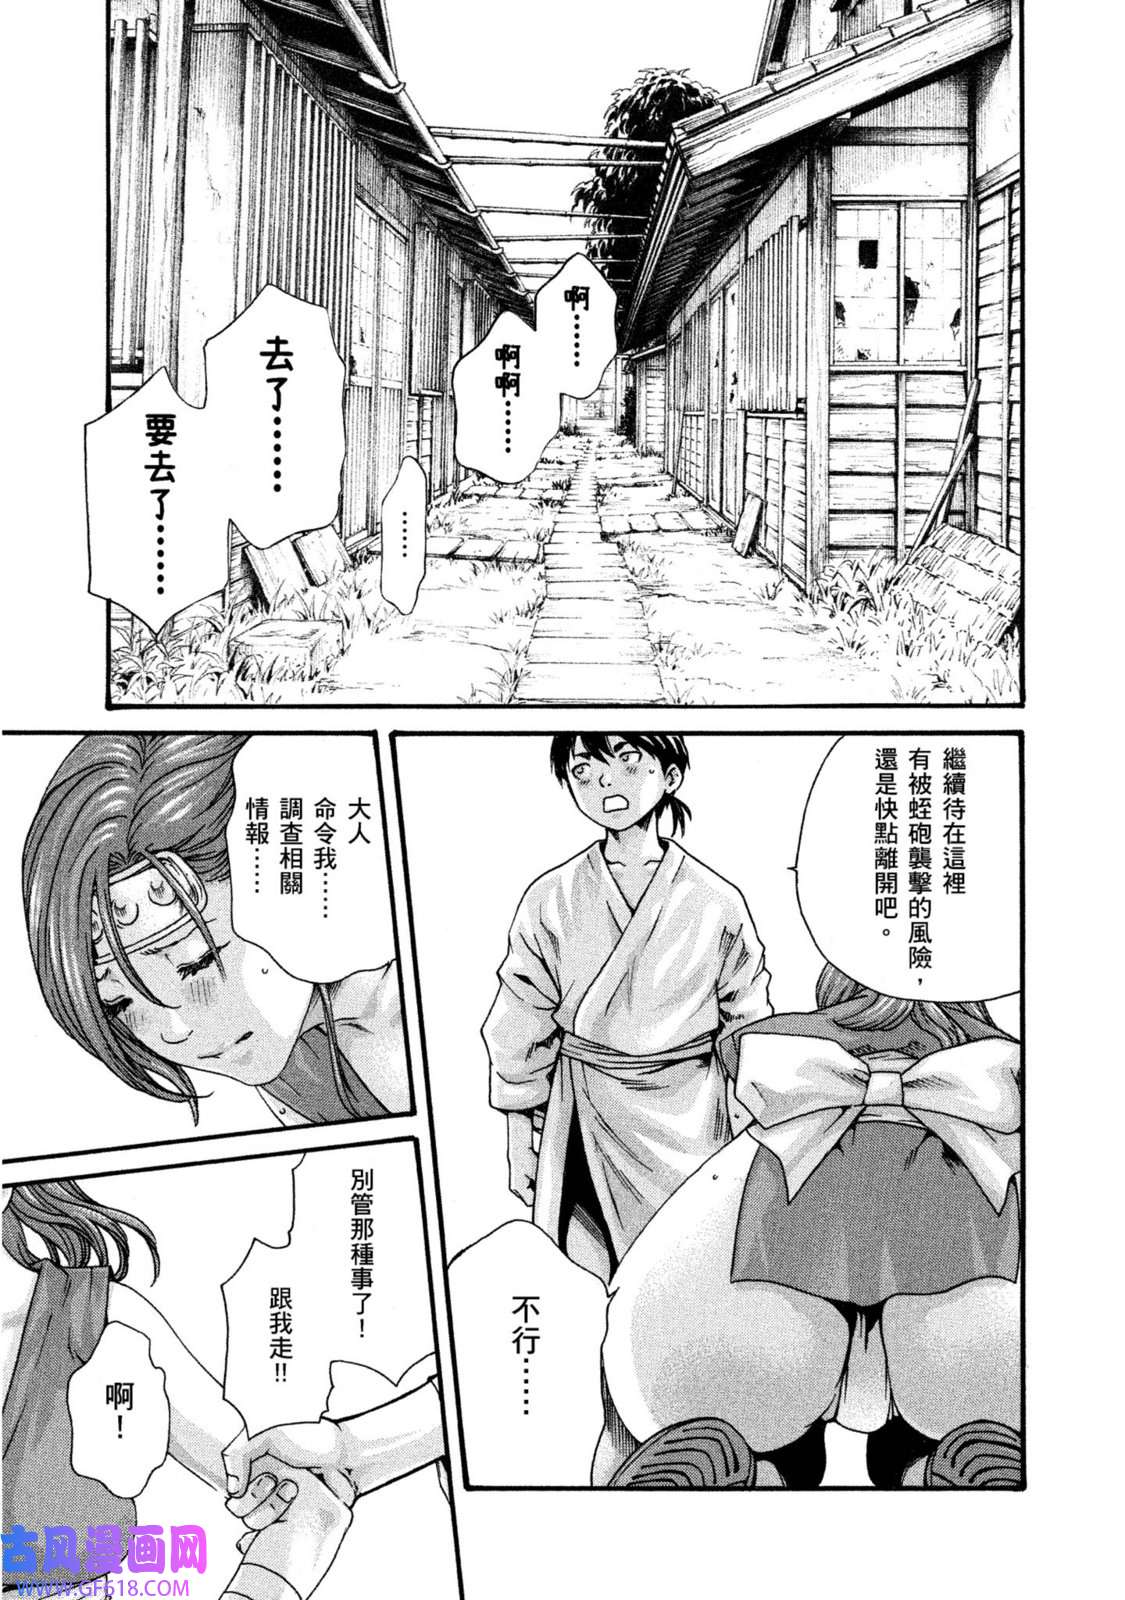 啊……
啊啊……
……
去了……
要去了……
繼續待在這裡
有被蛭砲襲擊的風險，
還是快點離開吧。
不行……
大人
命令我……
調查相關
情報……
別管那種事了！
跟我走!!
啊！
古风漫画网
WWW.GF618.COM